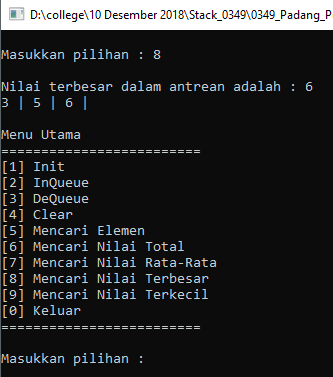 D:\college\10 Desember 2018\Stack_0349\0349_Padang_P
Masukkan pilihan : 8
Nilai terbesar dalam antrean adalah : 6
3 | 5 | 6 |
Menu Utama
=========================
[1] Init
[2] InQueue
[3] DeQueue
[4] Clear
[5] Mencari Elemen
[6] Mencari Nilai Total
[7] Mencari Nilai Rata-Rata
[8] Mencari Nilai Terbesar
[9] Mencari Nilai Terkecil
[0] Keluar
=========================
Masukkan pilihan :